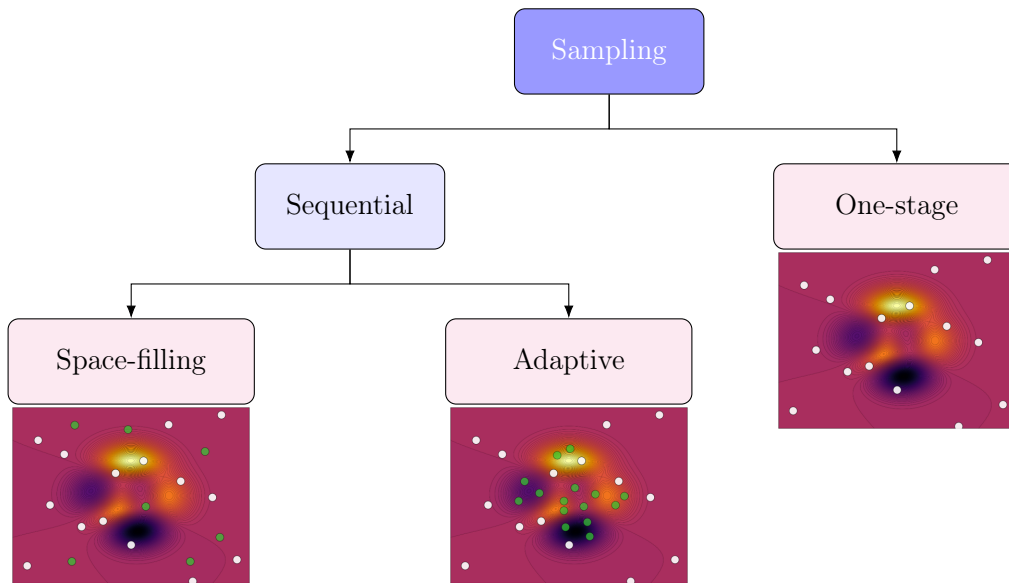 Sampling
Sequential
One-stage
Space-filling
Adaptive